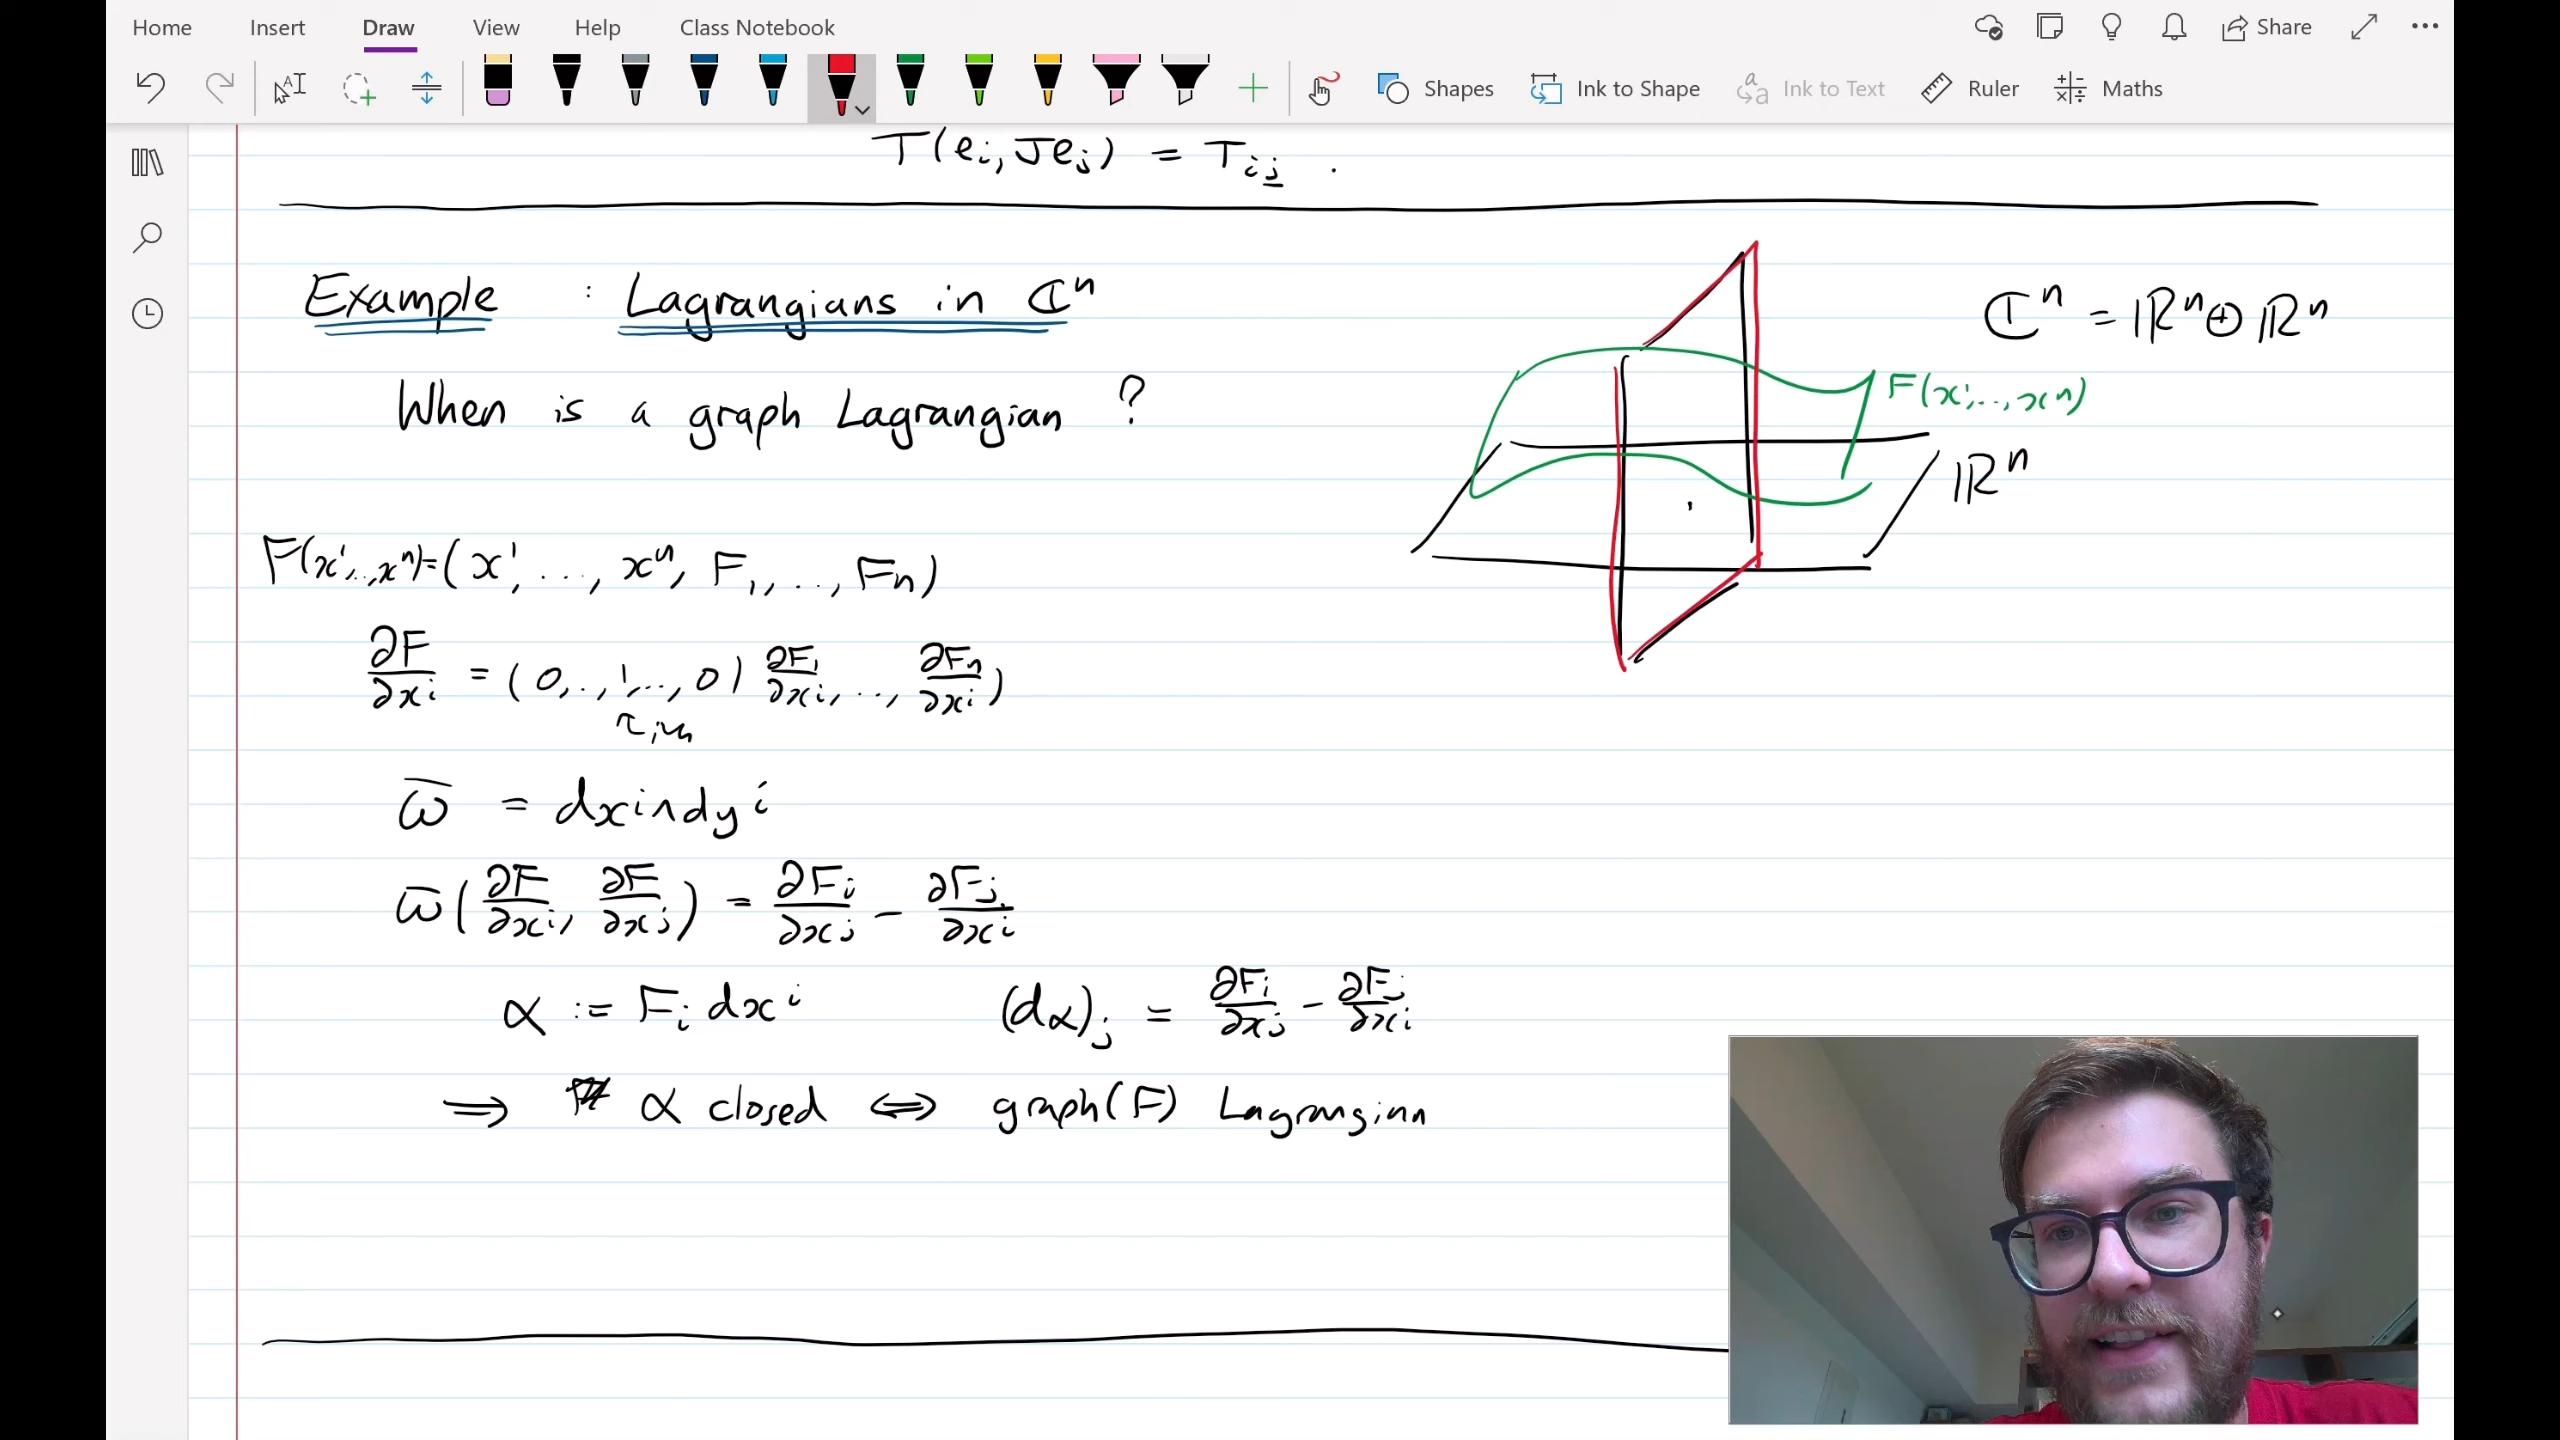 Home Insert Draw View Help Class Notebook Share
Shapes Ink to Shape Ink to Text Ruler Maths
T(eᵢ, Jeⱼ) = Tᵢⱼ .
Example : Lagrangians in ℂⁿ
ℂⁿ = ℝⁿ ⊕ ℝⁿ
When is a graph Lagrangian ?
F(x¹, .., xⁿ)
ℝⁿ
F(x¹, .., xⁿ) = (x¹, ..., xⁿ, F₁, .., Fₙ)
∂F/∂xⁱ = (0, .., 1, .., 0, ∂F₁/∂xⁱ, .., ∂Fₙ/∂xⁱ)
ω̅ = dxⁱ ∧ dyⁱ
ω̅(∂F/∂xⁱ, ∂F/∂xʲ) = ∂Fᵢ/∂xʲ − ∂Fⱼ/∂xⁱ
α := Fᵢ dxⁱ (dα)ⱼ = ∂Fᵢ/∂xʲ − ∂Fⱼ/∂xⁱ
⇒ α closed ⇔ graph(F) Lagrangian